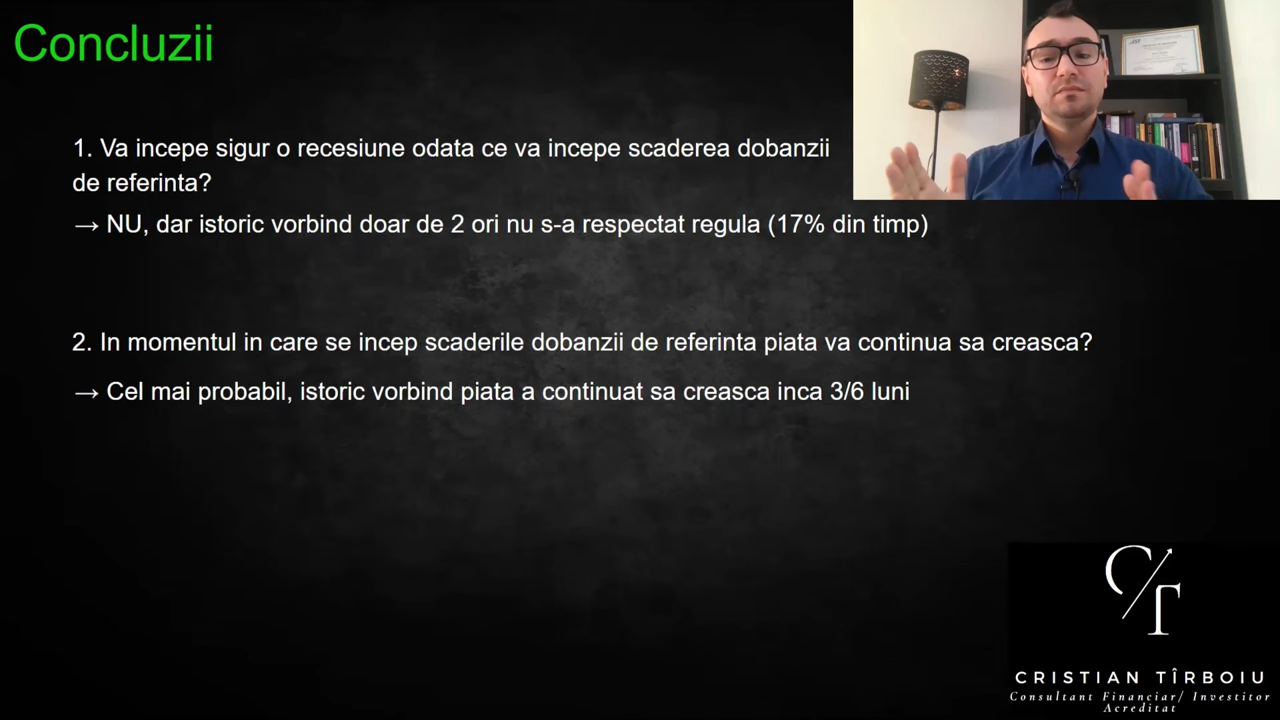 Concluzii
1. Va incepe sigur o recesiune odata ce va incepe scaderea dobanzii
de referinta?
→ NU, dar istoric vorbind doar de 2 ori nu s-a respectat regula (17% din timp)
2. In momentul in care se incep scaderile dobanzii de referinta piata va continua sa creasca?
→ Cel mai probabil, istoric vorbind piata a continuat sa creasca inca 3/6 luni
CT
CRISTIAN TÎRBOIU
Consultant Financiar/ Investitor
Acreditat